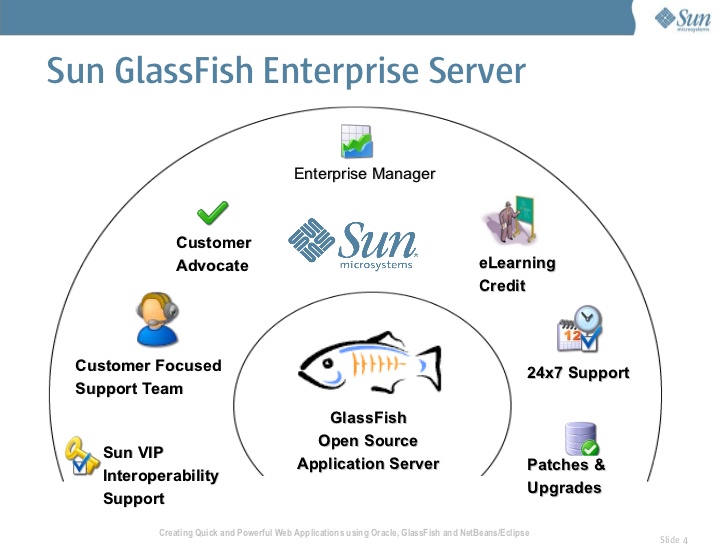 Sun
microsystems
Sun GlassFish Enterprise Server
Enterprise Manager
Customer
Advocate
Sun
microsystems
eLearning
Credit
12
Customer Focused
Support Team
24x7 Support
GlassFish
Open Source
Application Server
Sun VIP
Interoperability
Support
Patches &
Upgrades
Creating Quick and Powerful Web Applications using Oracle, GlassFish and NetBeans/Eclipse
Slide 4